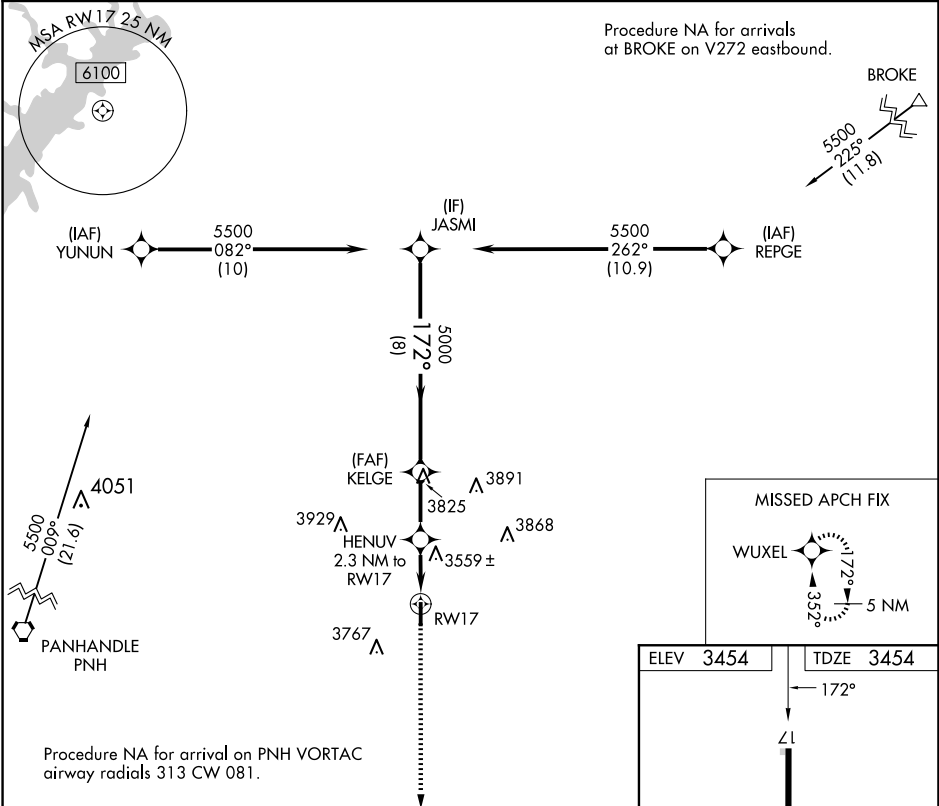 MSA RW17 25 NM
6100
Procedure NA for arrivals
at BROKE on V272 eastbound.
BROKE
5500
225°
(11.8)
(IAF)
YUNUN
5500
082°
(10)
(IF)
JASMI
5500
262°
(10.9)
(IAF)
REPGE
5000
172°
(8)
4051
5500
009°
(21.6)
PANHANDLE
PNH
(FAF)
KELGE
3891
3825
3929
3868
HENUV
2.3 NM to
RW17
3559 ±
RW17
3767
MISSED APCH FIX
WUXEL
172°
352°
5 NM
ELEV 3454
TDZE 3454
172°
17
Procedure NA for arrival on PNH VORTAC
airway radials 313 CW 081.